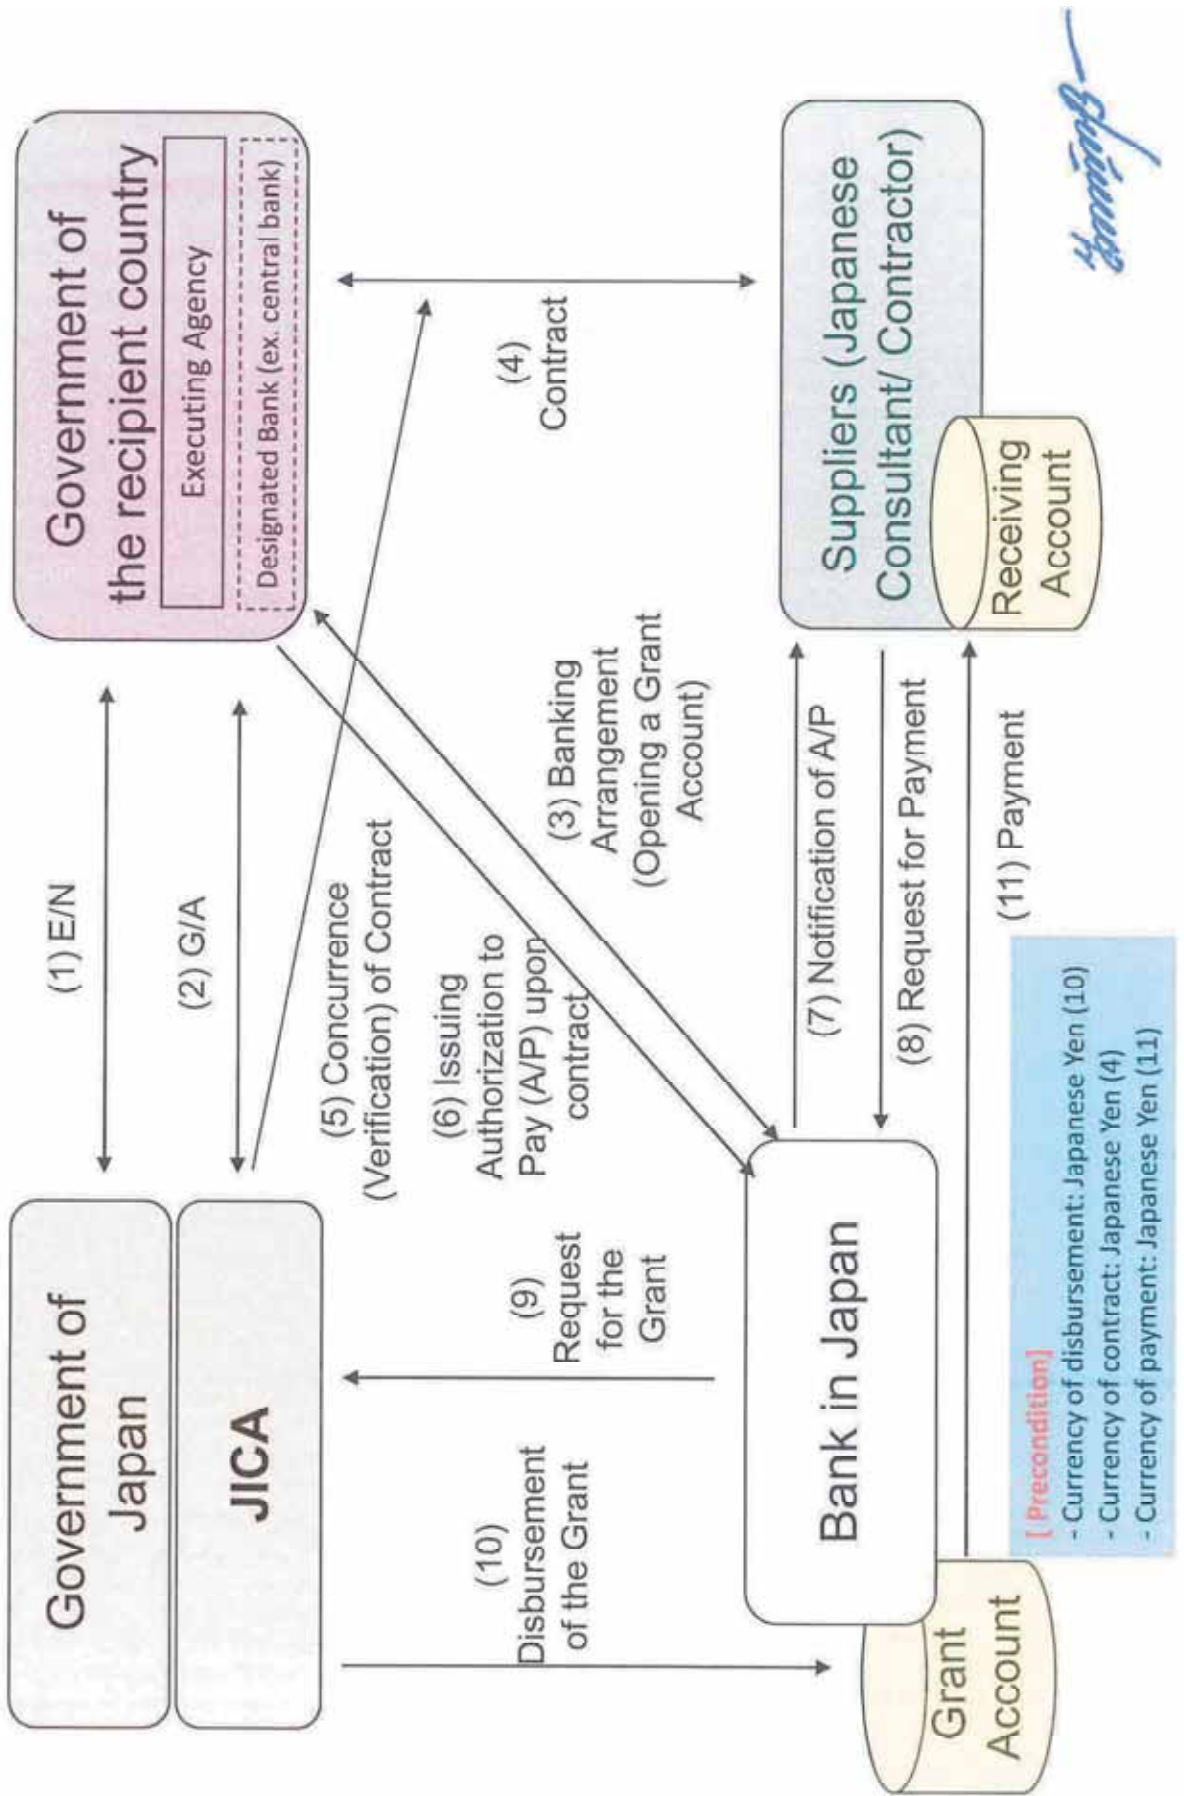 Government of
Japan
JICA
(1) E/N
(2) G/A
Government of
the recipient country
Executing Agency
Designated Bank (ex. central bank)
(5) Concurrence
(Verification) of Contract
(6) Issuing
Authorization to
Pay (A/P) upon
contract
(4)
Contract
(3) Banking
Arrangement
(Opening a Grant
Account)
(9)
Request
for the
Grant
(10)
Disbursement
of the Grant
Bank in Japan
Grant
Account
(7) Notification of A/P
(8) Request for Payment
(11) Payment
Suppliers (Japanese
Consultant/ Contractor)
Receiving
Account
[ Precondition]
- Currency of disbursement: Japanese Yen (10)
- Currency of contract: Japanese Yen (4)
- Currency of payment: Japanese Yen (11)